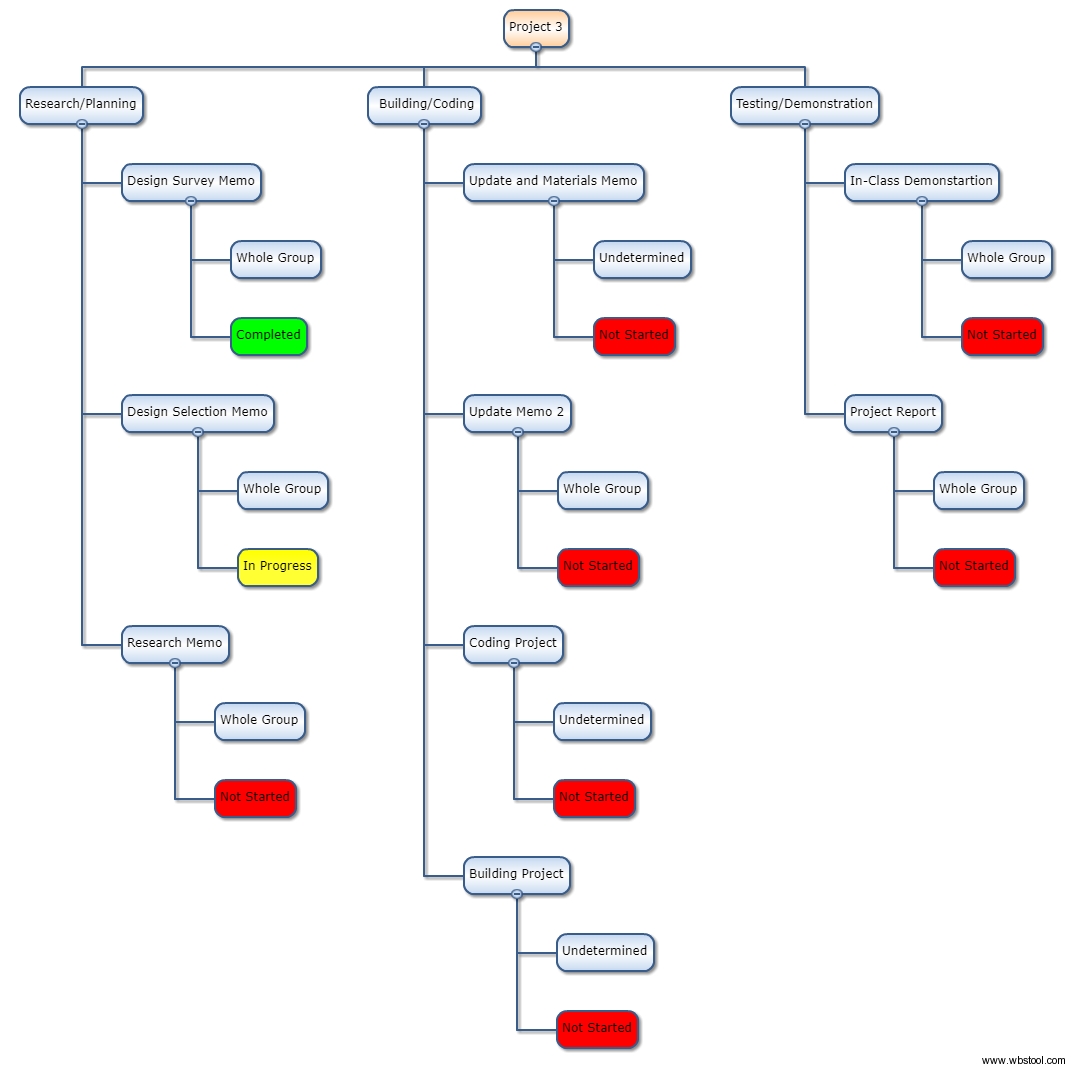 Project 3
Research/Planning
Design Survey Memo
Whole Group
Completed
Design Selection Memo
Whole Group
In Progress
Research Memo
Whole Group
Not Started
Building/Coding
Update and Materials Memo
Undetermined
Not Started
Update Memo 2
Whole Group
Not Started
Coding Project
Undetermined
Not Started
Building Project
Undetermined
Not Started
Testing/Demonstration
In-Class Demonstartion
Whole Group
Not Started
Project Report
Whole Group
Not Started
www.wbstool.com